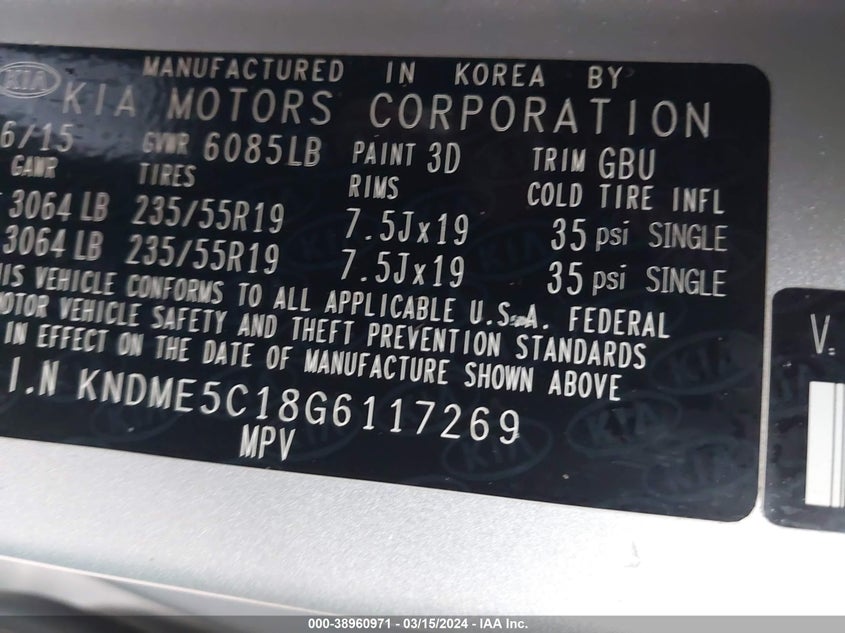 KIA
MANUFACTURED IN KOREA BY
KIA MOTORS CORPORATION
6/15 GVWR 6085LB PAINT 3D TRIM GBU
GAWR TIRES RIMS COLD TIRE INFL
3064 LB 235/55R19 7.5Jx19 35 psi SINGLE
3064 LB 235/55R19 7.5Jx19 35 psi SINGLE
HIS VEHICLE CONFORMS TO ALL APPLICABLE U.S.A. FEDERAL
MOTOR VEHICLE SAFETY AND THEFT PREVENTION STANDARDS
IN EFFECT ON THE DATE OF MANUFACTURE SHOWN ABOVE
I.N KNDME5C18G6117269
MPV
V.
000-38960971 - 03/15/2024 - IAA Inc.